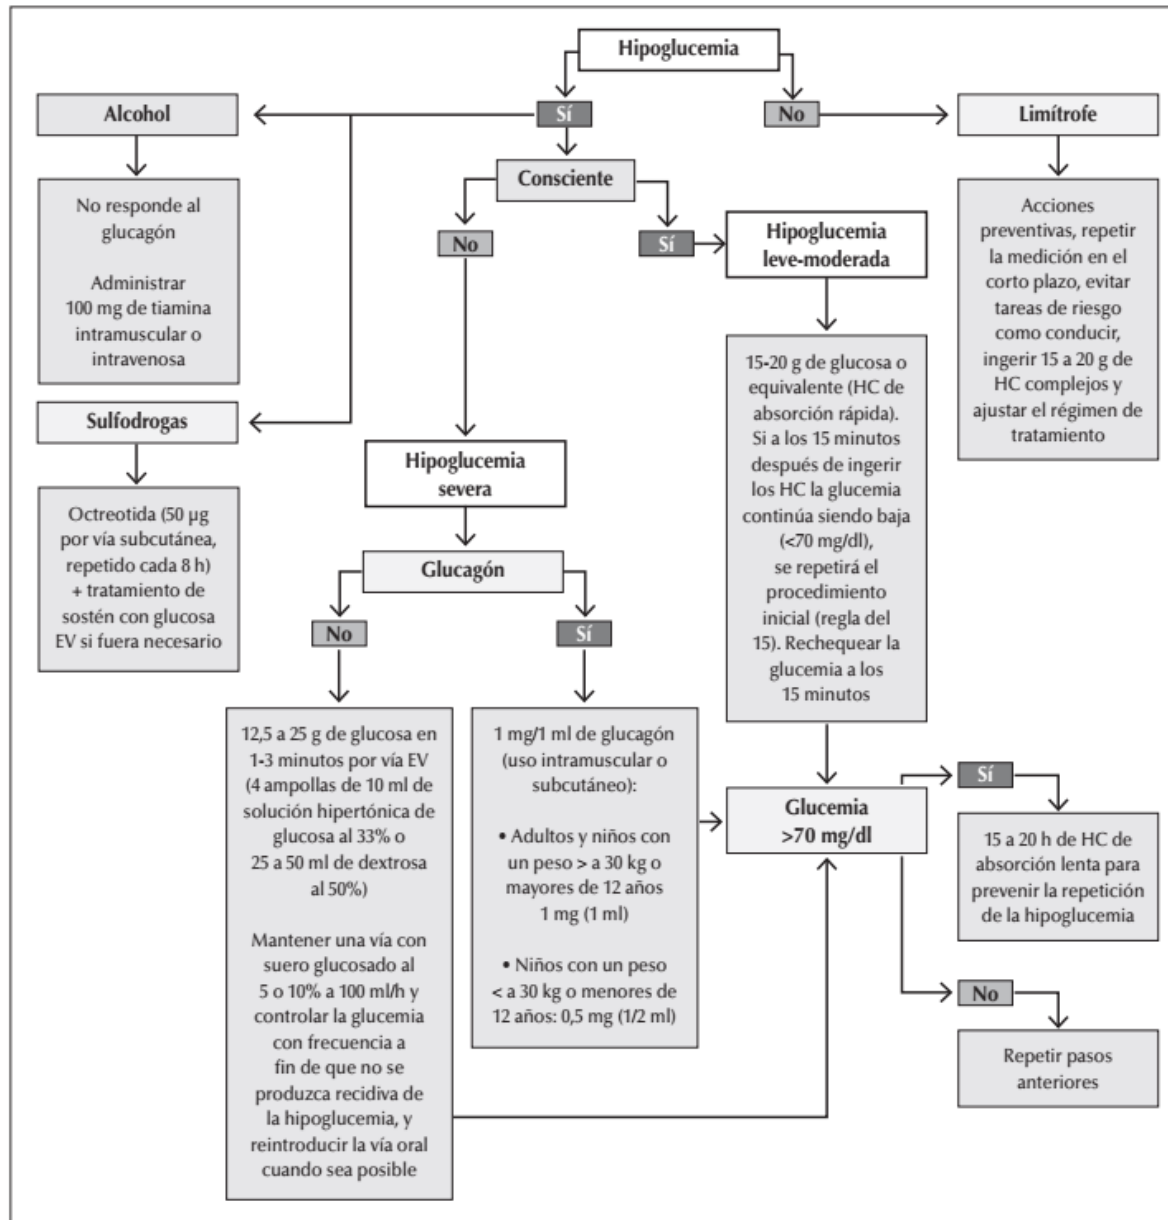 Hipoglucemia
Sí
No
Alcohol
No responde al
glucagón
Administrar
100 mg de tiamina
intramuscular o
intravenosa
Sulfodrogas
Octreotida (50 µg
por vía subcutánea,
repetido cada 8 h)
+ tratamiento de
sostén con glucosa
EV si fuera necesario
Limítrofe
Acciones
preventivas, repetir
la medición en el
corto plazo, evitar
tareas de riesgo
como conducir,
ingerir 15 a 20 g de
HC complejos y
ajustar el régimen de
tratamiento
Consciente
No
Sí
Hipoglucemia
leve-moderada
15-20 g de glucosa o
equivalente (HC de
absorción rápida).
Si a los 15 minutos
después de ingerir
los HC la glucemia
continúa siendo baja
(<70 mg/dl),
se repetirá el
procedimiento
inicial (regla del
15). Rechequear la
glucemia a los
15 minutos
Hipoglucemia
severa
Glucagón
No
Sí
12,5 a 25 g de glucosa en
1-3 minutos por vía EV
(4 ampollas de 10 ml de
solución hipertónica de
glucosa al 33% o
25 a 50 ml de dextrosa
al 50%)
Mantener una vía con
suero glucosado al
5 o 10% a 100 ml/h y
controlar la glucemia
con frecuencia a
fin de que no se
produzca recidiva de
la hipoglucemia, y
reintroducir la vía oral
cuando sea posible
1 mg/1 ml de glucagón
(uso intramuscular o
subcutáneo):
• Adultos y niños con
un peso > a 30 kg o
mayores de 12 años
1 mg (1 ml)
• Niños con un peso
< a 30 kg o menores de
12 años: 0,5 mg (1/2 ml)
Glucemia
>70 mg/dl
Sí
15 a 20 h de HC de
absorción lenta para
prevenir la repetición
de la hipoglucemia
No
Repetir pasos
anteriores